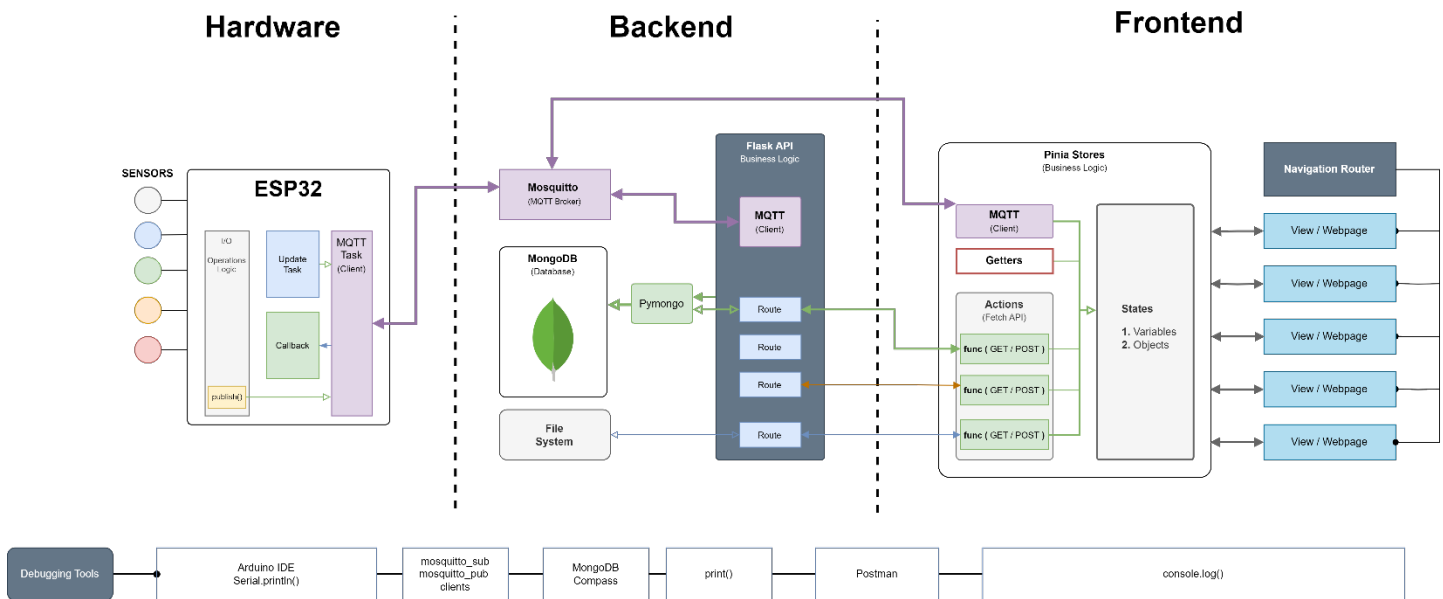 Hardware
Backend
Frontend
SENSORS
ESP32
I/O
Operations
Logic
Update
Task
MQTT
Task
(Client)
Callback
publish()
Mosquitto
(MQTT Broker)
MongoDB
(Database)
Pymongo
File
System
Flask API
Business Logic
MQTT
(Client)
Route
Route
Route
Route
Pinia Stores
(Business Logic)
MQTT
(Client)
Getters
Actions
(Fetch API)
func ( GET / POST )
func ( GET / POST )
func ( GET / POST )
States
1. Variables
2. Objects
Navigation Router
View / Webpage
View / Webpage
View / Webpage
View / Webpage
View / Webpage
Debugging Tools
Arduino IDE
Serial.println()
mosquitto_sub
mosquitto_pub
clients
MongoDB
Compass
print()
Postman
console.log()